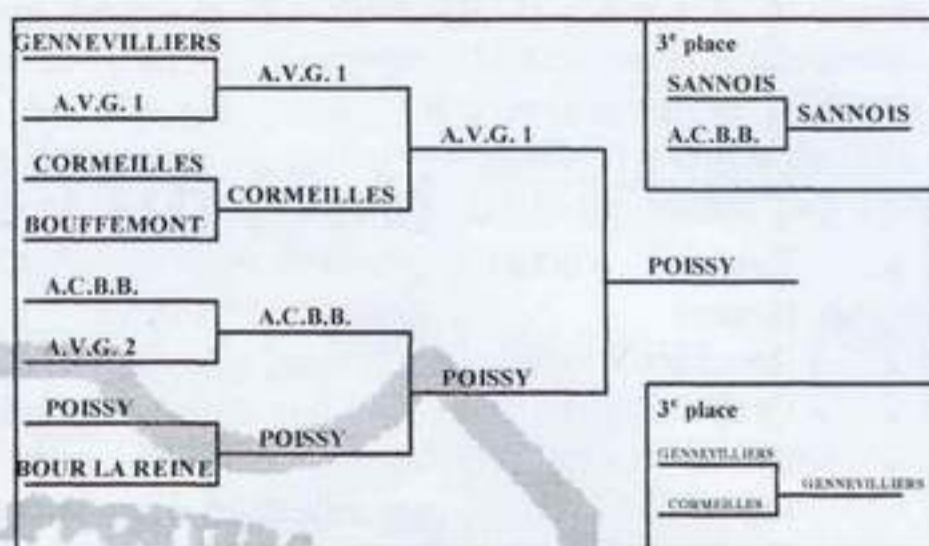 GENNEVILLIERS
A.V.G. 1
A.V.G. 1
CORMEILLES
BOUFFEMONT
CORMEILLES
A.V.G. 1
A.C.B.B.
A.V.G. 2
A.C.B.B.
POISSY
BOUR LA REINE
POISSY
POISSY
POISSY
3e place
SANNOIS
A.C.B.B.
SANNOIS
3e place
GENNEVILLIERS
CORMEILLES
GENNEVILLIERS